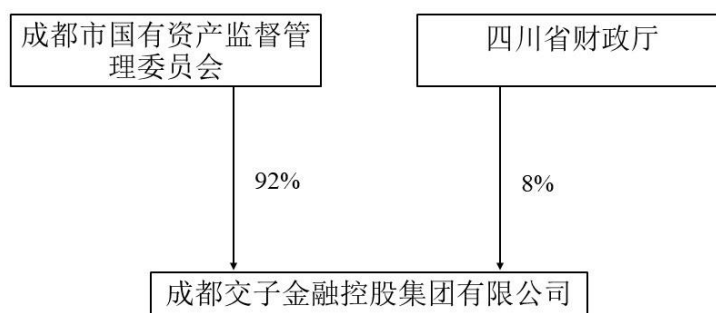 成都市国有资产监督管
理委员会
四川省财政厅
92%
8%
成都交子金融控股集团有限公司